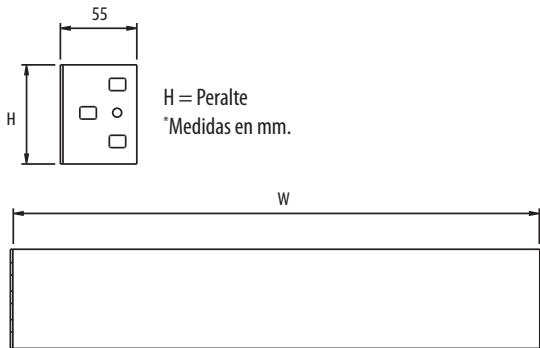 55
H
H = Peralte
*Medidas en mm.
W